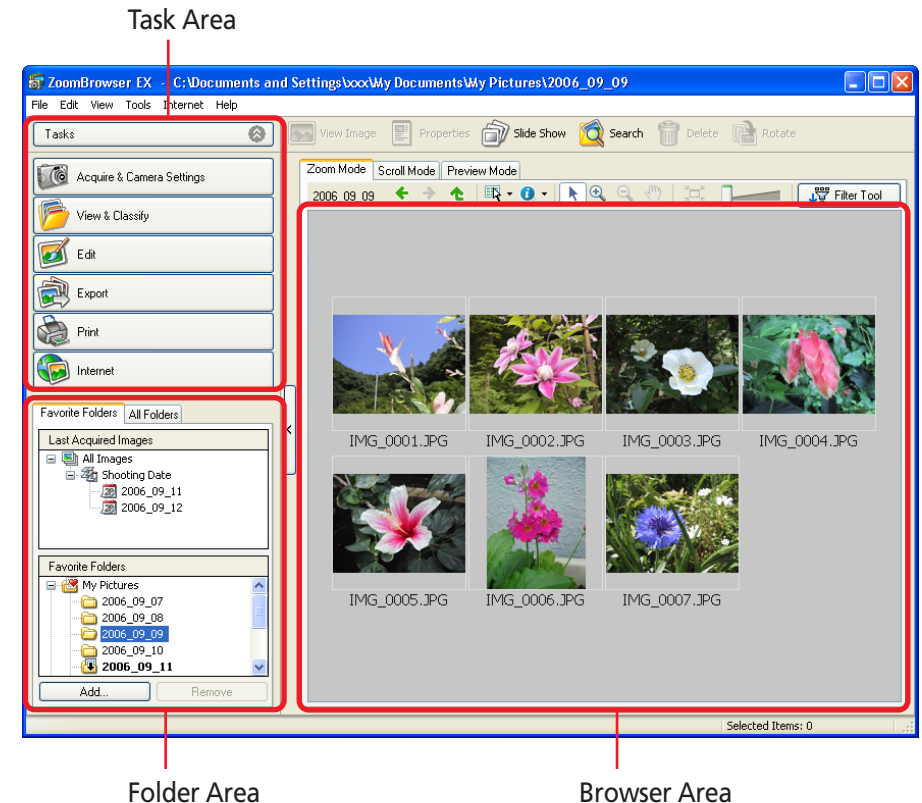 Task Area
ZoomBrowser EX - C:\Documents and Settings\xxx\My Documents\My Pictures\2006_09_09
File Edit View Tools Internet Help
Tasks
View Image Properties Slide Show Search Delete Rotate
Acquire & Camera Settings
View & Classify
Edit
Export
Print
Internet
Zoom Mode Scroll Mode Preview Mode
2006_09_09 Filter Tool
IMG_0001.JPG IMG_0002.JPG IMG_0003.JPG IMG_0004.JPG
IMG_0005.JPG IMG_0006.JPG IMG_0007.JPG
Favorite Folders All Folders
Last Acquired Images
All Images
Shooting Date
2006_09_11
2006_09_12
Favorite Folders
My Pictures
2006_09_07
2006_09_08
2006_09_09
2006_09_10
2006_09_11
Add... Remove
Selected Items: 0
Folder Area Browser Area